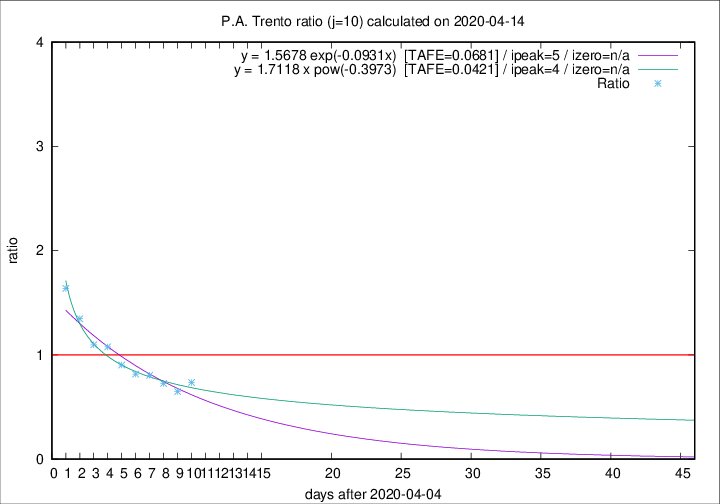 P.A. Trento ratio (j=10) calculated on 2020-04-14
y = 1.5678 exp(-0.0931x)  [TAFE=0.0681] / ipeak=5 / izero=n/a
y = 1.7118 x pow(-0.3973)  [TAFE=0.0421] / ipeak=4 / izero=n/a
Ratio
4
3
2
1
0
ratio
0 1 2 3 4 5 6 7 8 9 10 11 12 13 14 15 20 25 30 35 40 45
days after 2020-04-04